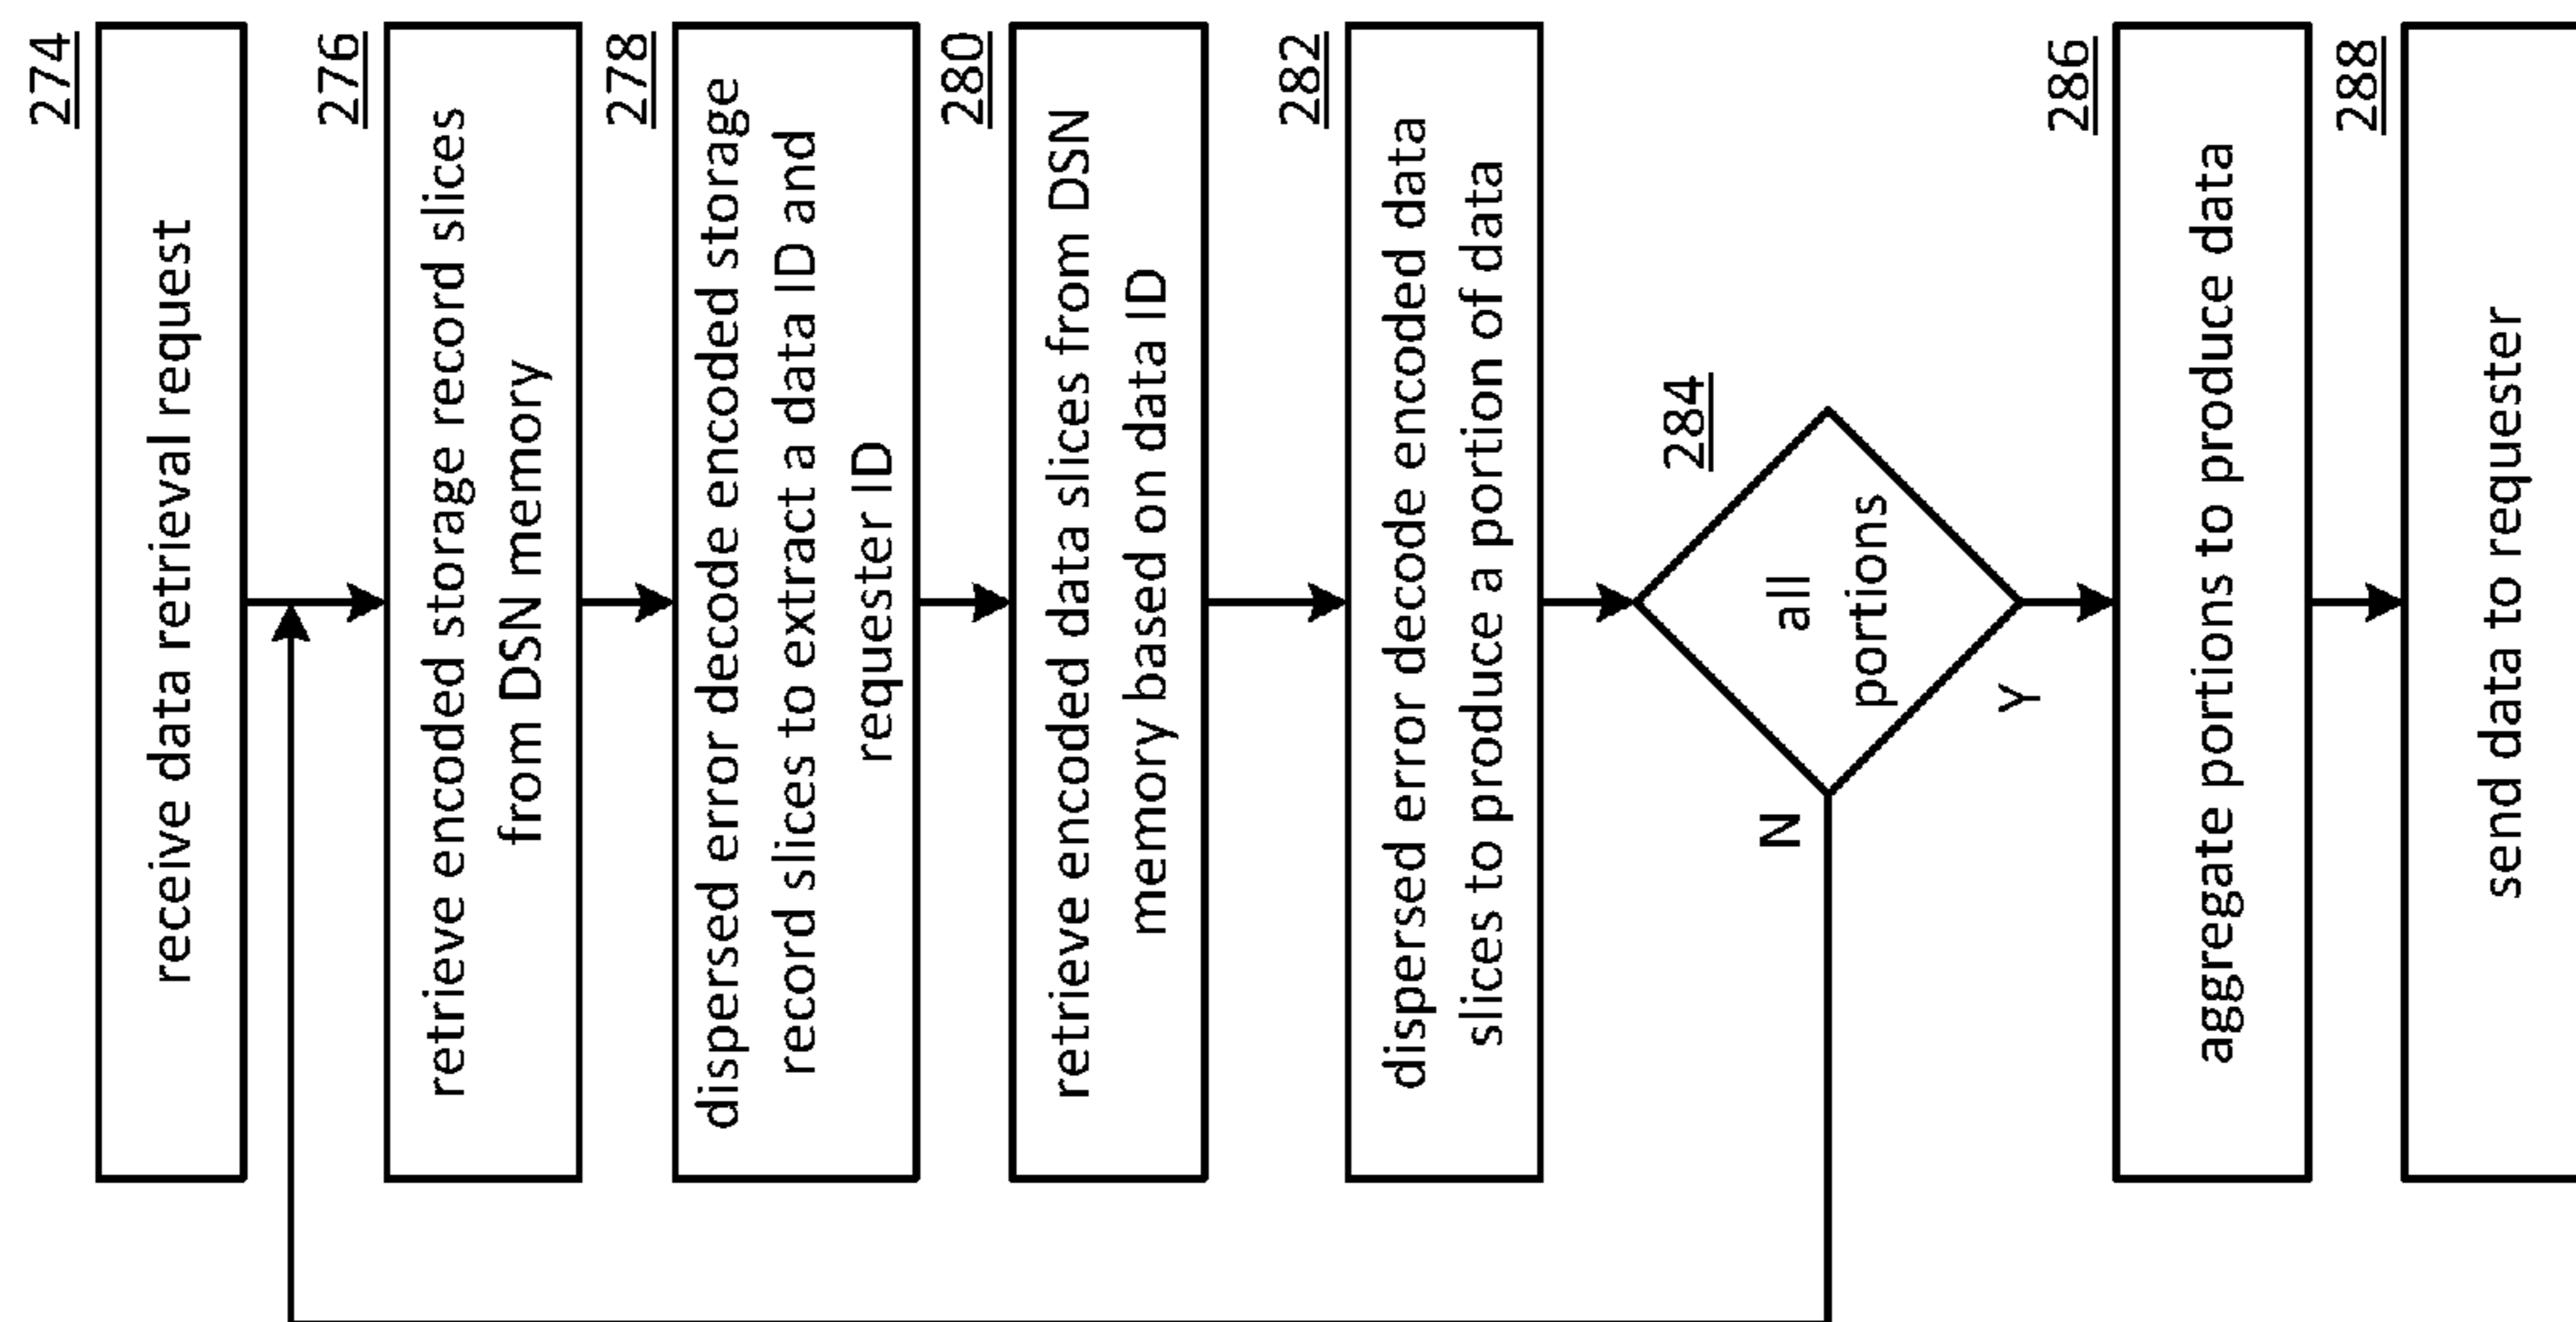 274
receive data retrieval request
276
retrieve encoded storage record slices
from DSN memory
278
dispersed error decode encoded storage
record slices to extract a data ID and
requester ID
280
retrieve encoded data slices from DSN
memory based on data ID
282
dispersed error decode encoded data
slices to produce a portion of data
284
all
portions
N
Y
286
aggregate portions to produce data
288
send data to requester